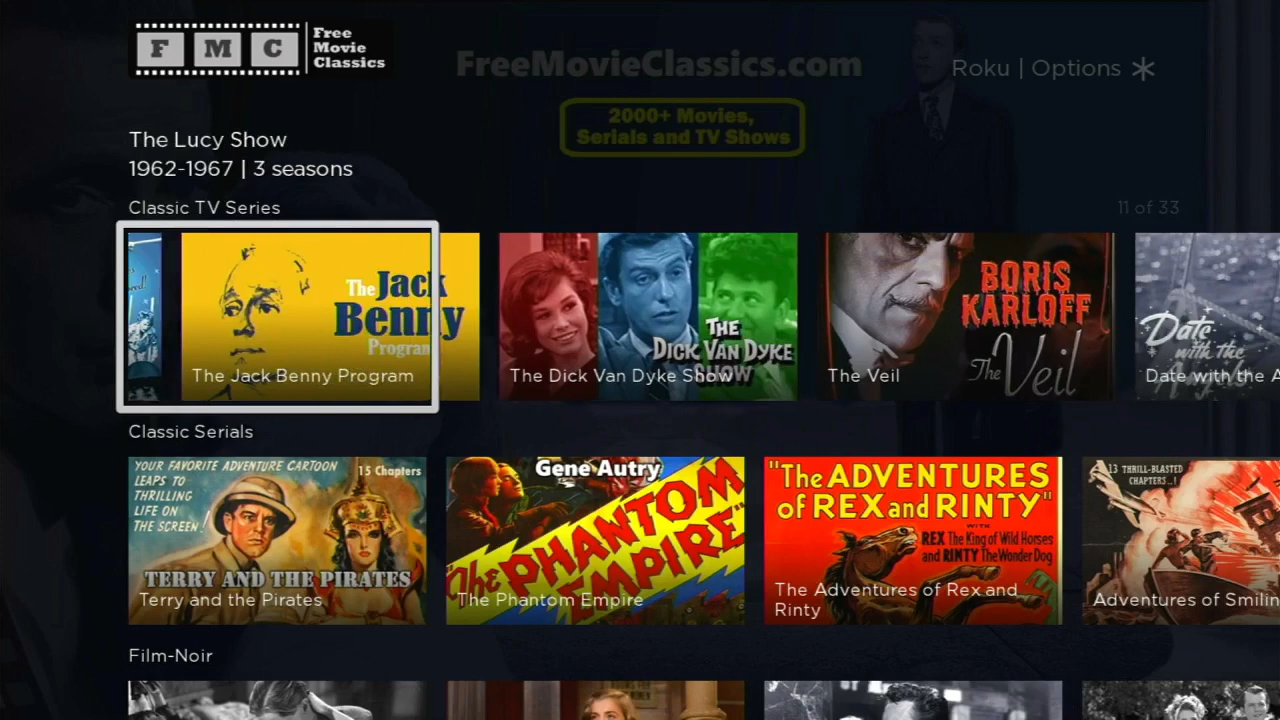 F M C
Free
Movie
Classics
FreeMovieClassics.com
Roku | Options
2000+ Movies,
Serials and TV Shows
The Lucy Show
1962-1967 | 3 seasons
Classic TV Series
11 of 33
The Jack
Benny
Program
The Jack Benny Program
THE
DICK VAN DYKE
SHOW
The Dick Van Dyke Show
BORIS
KARLOFF
The Veil
The Veil
Date
with the
Date with the A
Classic Serials
YOUR FAVORITE ADVENTURE CARTOON
LEAPS TO
THRILLING
LIFE ON
THE SCREEN!
15 Chapters
TERRY AND THE PIRATES
Terry and the Pirates
Gene Autry
"The PHANTOM
EMPIRE"
The Phantom Empire
"The ADVENTURES
of REX and RINTY"
WITH
REX The King of Wild Horses
and RINTY The Wonder Dog
The Adventures of Rex and
Rinty
13 THRILL-BLASTED
CHAPTERS..!
Adventures of Smilin
Film-Noir